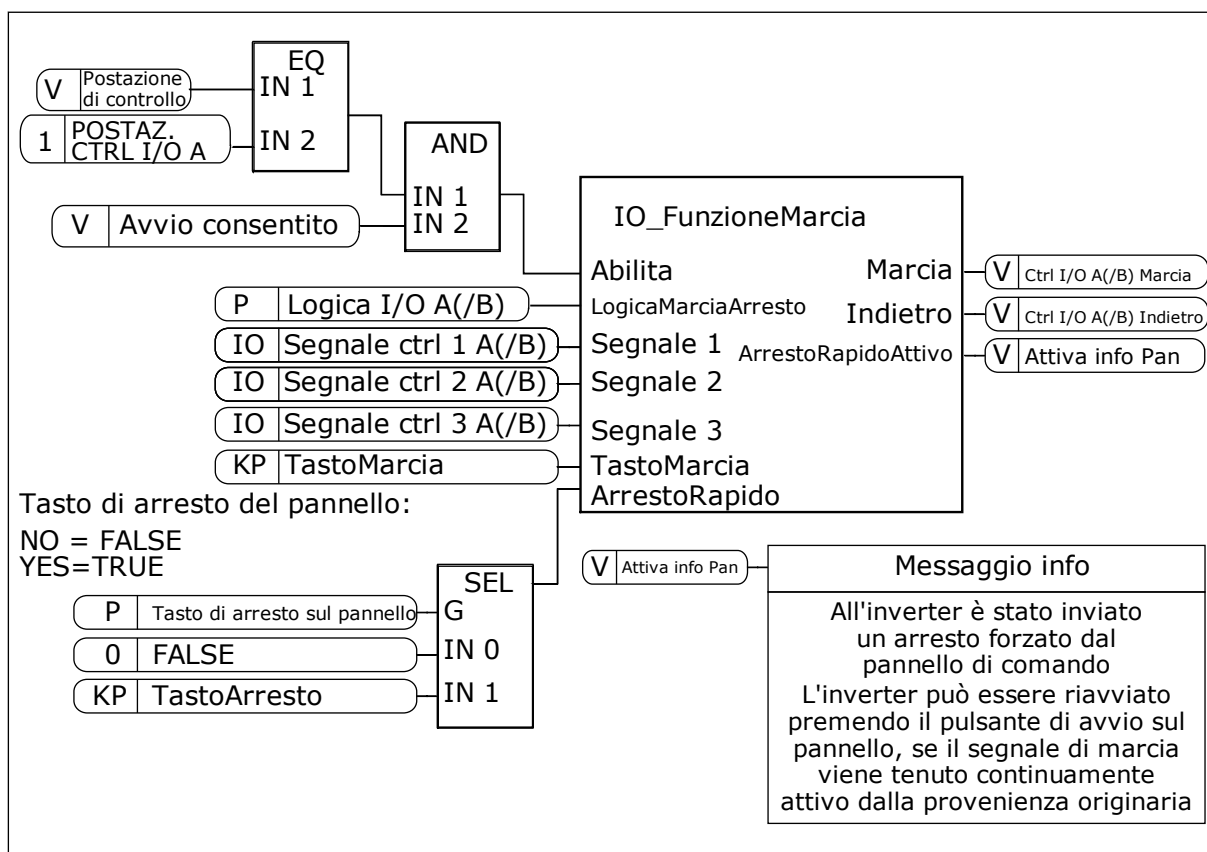 EQ
V Postazione
di controllo
IN 1
1 POSTAZ.
CTRL I/O A
IN 2
AND
IN 1
V Avvio consentito
IN 2
IO_FunzioneMarcia
Abilita
Marcia
V Ctrl I/O A(/B) Marcia
P Logica I/O A(/B)
LogicaMarciaArresto
Indietro
V Ctrl I/O A(/B) Indietro
IO Segnale ctrl 1 A(/B)
Segnale 1
ArrestoRapidoAttivo
V Attiva info Pan
IO Segnale ctrl 2 A(/B)
Segnale 2
IO Segnale ctrl 3 A(/B)
Segnale 3
KP TastoMarcia
TastoMarcia
ArrestoRapido
Tasto di arresto del pannello:
NO = FALSE
YES=TRUE
SEL
P Tasto di arresto sul pannello
G
0 FALSE
IN 0
KP TastoArresto
IN 1
V Attiva info Pan
Messaggio info
All'inverter è stato inviato
un arresto forzato dal
pannello di comando
L'inverter può essere riavviato
premendo il pulsante di avvio sul
pannello, se il segnale di marcia
viene tenuto continuamente
attivo dalla provenienza originaria